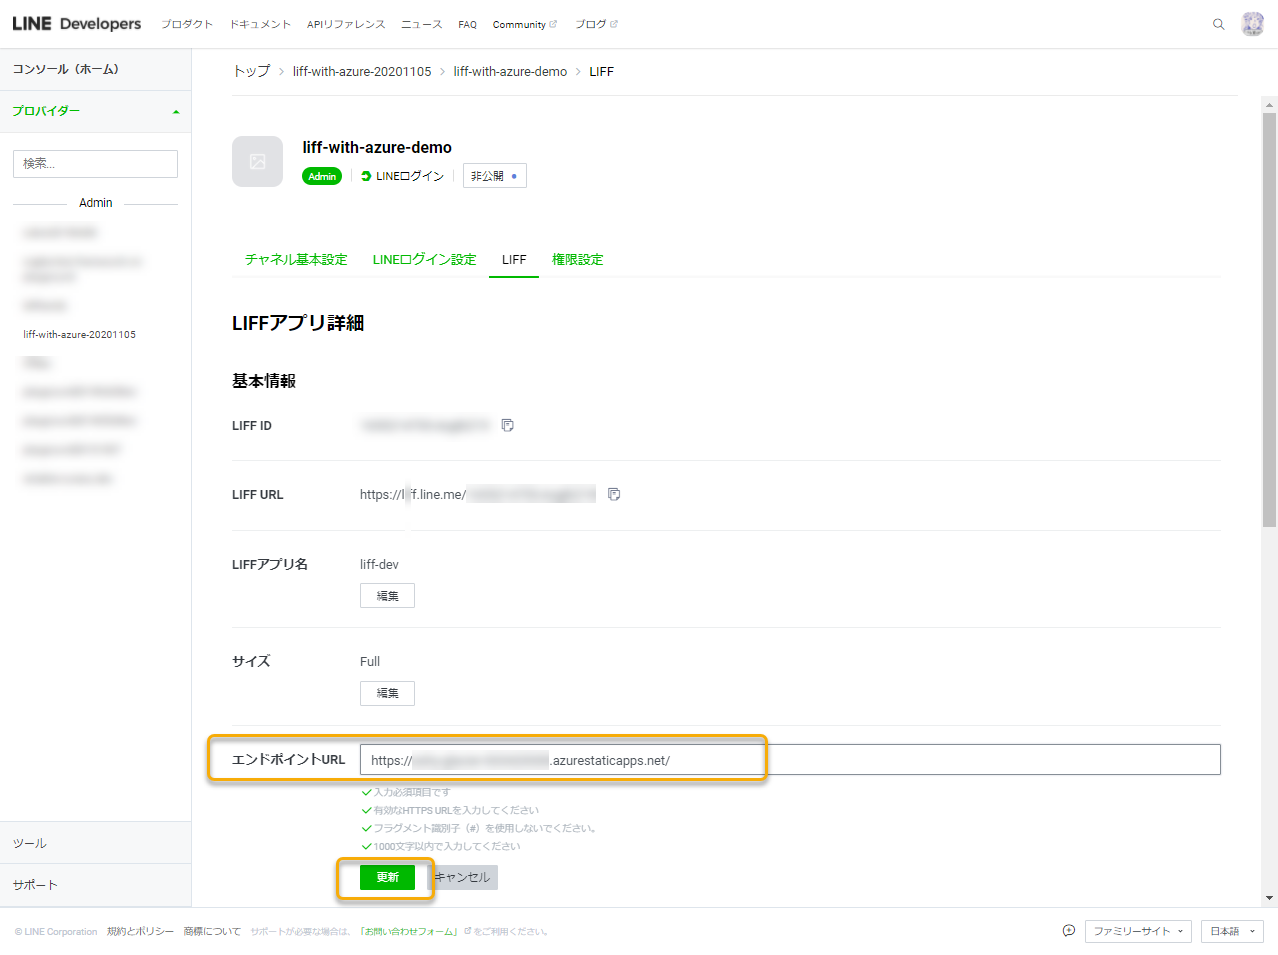 LINE Developers プロダクト ドキュメント APIリファレンス ニュース FAQ Community ブログ
コンソール（ホーム）
プロバイダー
検索...
Admin
liff-with-azure-20201105
ツール
サポート
トップ > liff-with-azure-20201105 > liff-with-azure-demo > LIFF
liff-with-azure-demo
Admin LINEログイン 非公開
チャネル基本設定 LINEログイン設定 LIFF 権限設定
LIFFアプリ詳細
基本情報
LIFF ID
LIFF URL https://liff.line.me/
LIFFアプリ名 liff-dev
編集
サイズ Full
編集
エンドポイントURL https:// .azurestaticapps.net/
入力必須項目です
有効なHTTPS URLを入力してください
フラグメント識別子（#）を使用しないでください。
1000文字以内で入力してください
更新 キャンセル
© LINE Corporation 規約とポリシー 商標について サポートが必要な場合は、「お問い合わせフォーム」をご利用ください。 ファミリーサイト 日本語